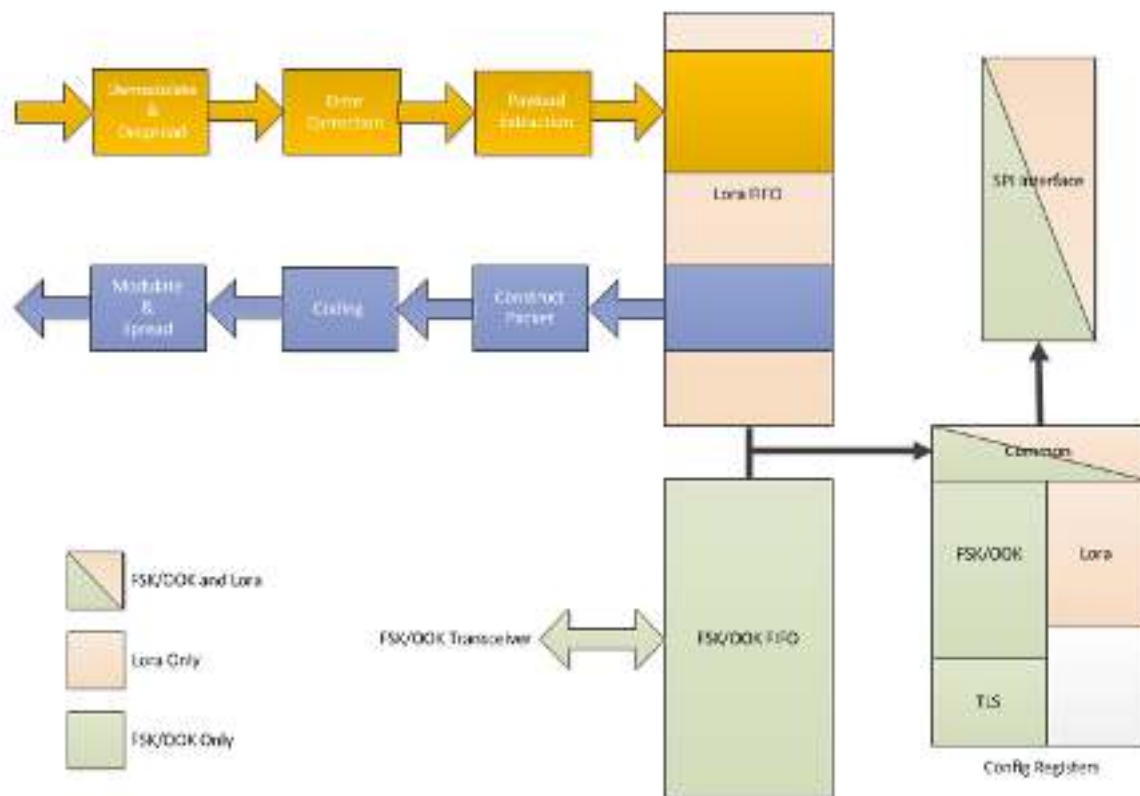 Demodulate
&
Despread
Error
Correction
Payload
Extraction
Lora FIFO
SPI Interface
Modulate
&
Spread
Coding
Construct
Packet
Common
FSK/OOK
Lora
TLS
Config Registers
FSK/OOK and Lora
Lora Only
FSK/OOK Only
FSK/OOK Transceiver
FSK/OOK FIFO